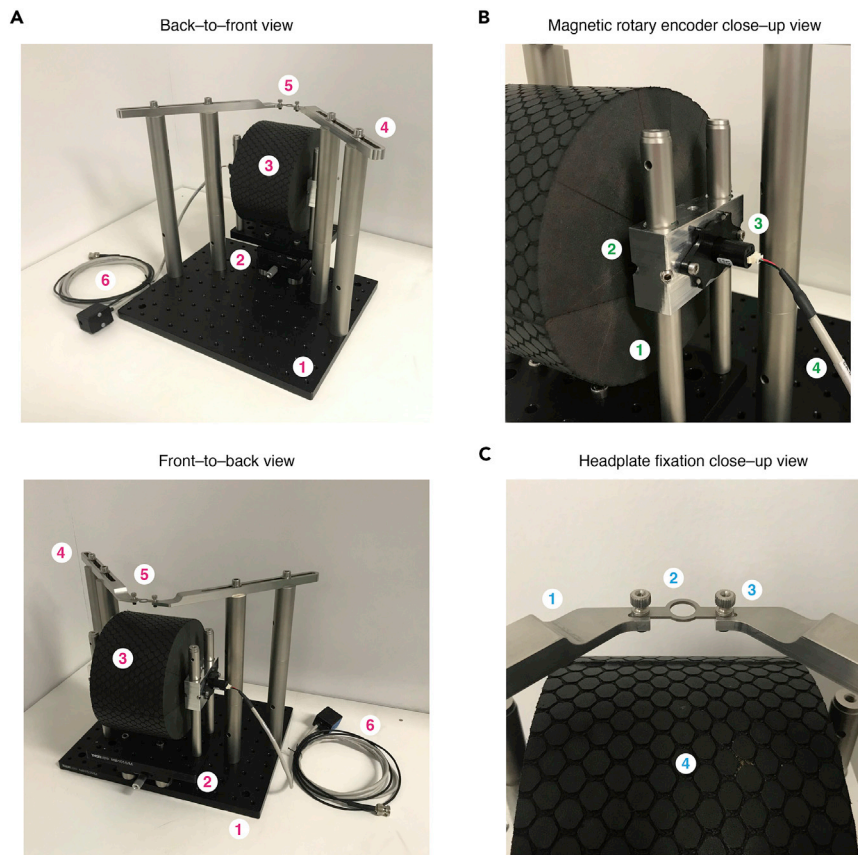 A
Back–to–front view
5
4
3
2
6
1
B
Magnetic rotary encoder close–up view
3
2
1
4
Front–to–back view
4
5
3
6
2
1
C
Headplate fixation close–up view
2
1
3
4